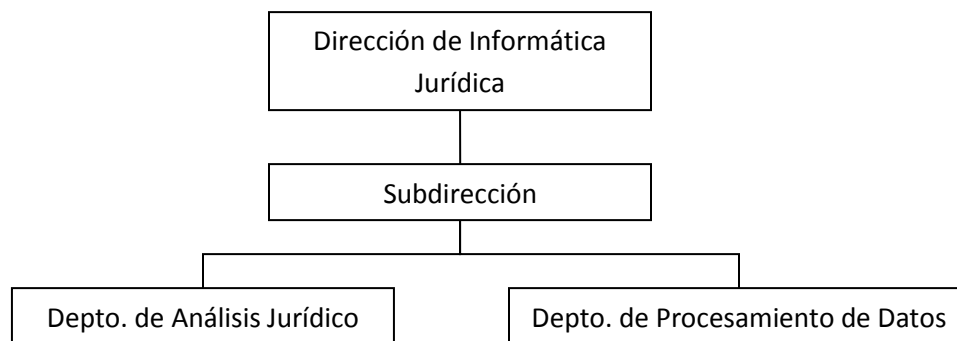 Dirección de Informática
Jurídica
Subdirección
Depto. de Análisis Jurídico
Depto. de Procesamiento de Datos